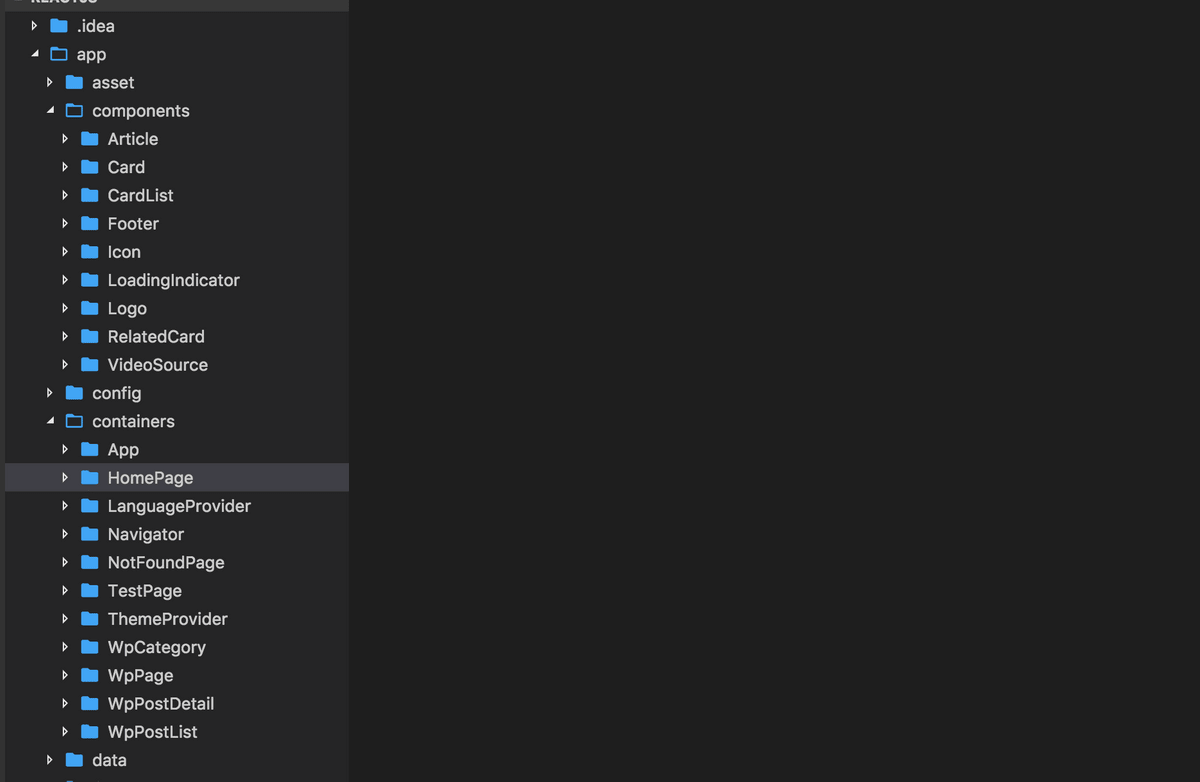 .idea
app
asset
components
Article
Card
CardList
Footer
Icon
LoadingIndicator
Logo
RelatedCard
VideoSource
config
containers
App
HomePage
LanguageProvider
Navigator
NotFoundPage
TestPage
ThemeProvider
WpCategory
WpPage
WpPostDetail
WpPostList
data